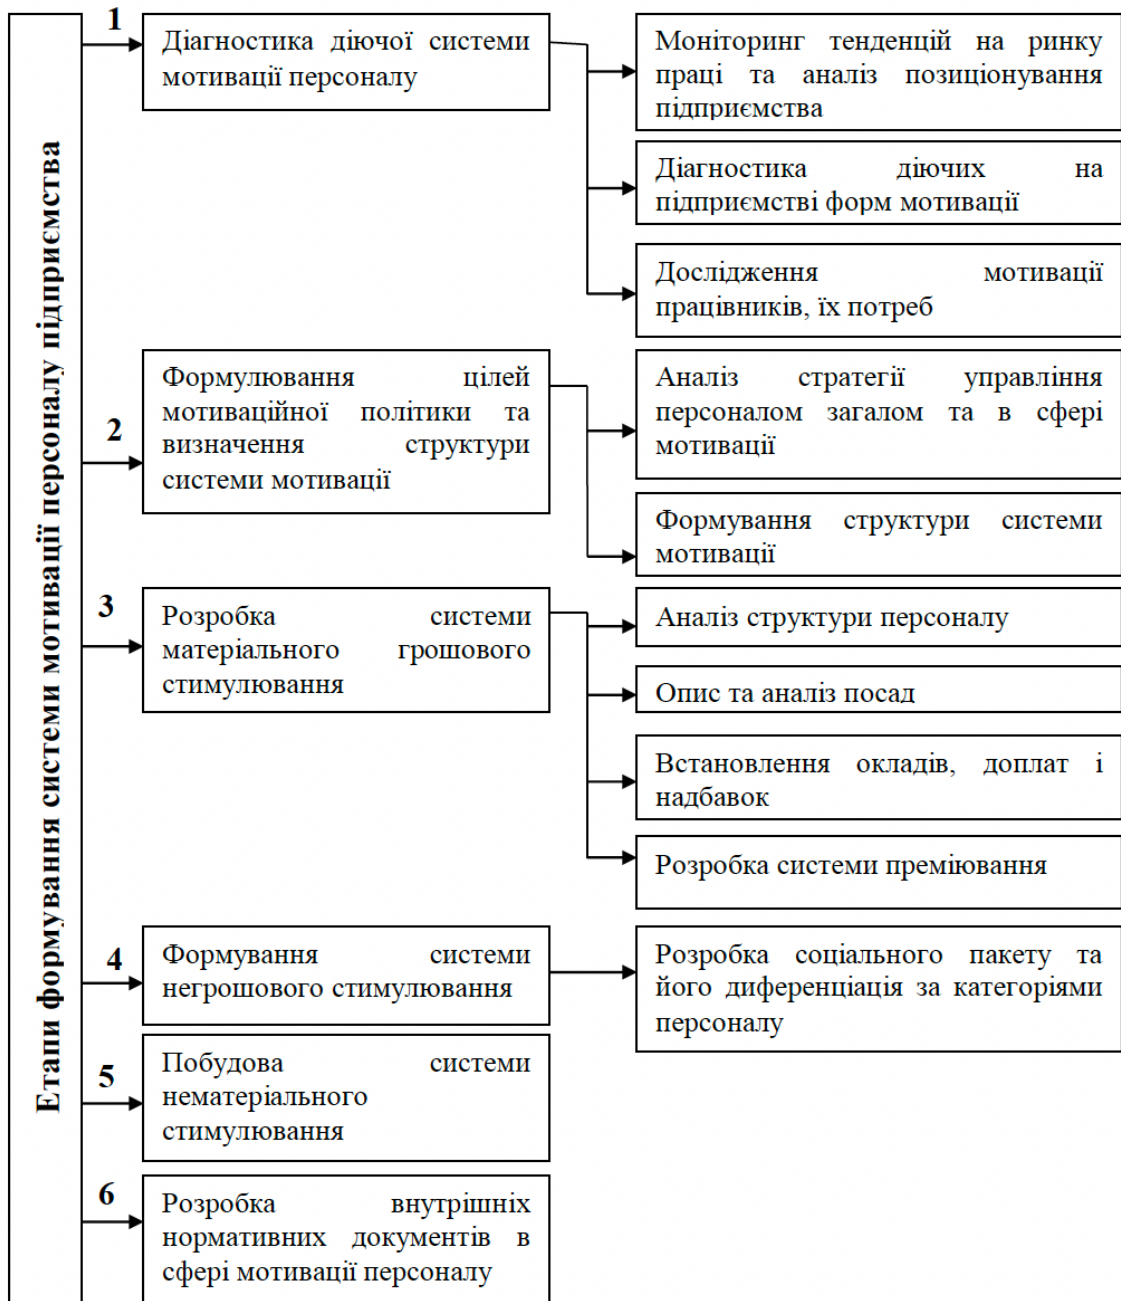 Етапи формування системи мотивації персоналу підприємства
1
Діагностика діючої системи
мотивації персоналу
Моніторинг тенденцій на ринку
праці та аналіз позиціонування
підприємства
Діагностика діючих на
підприємстві форм мотивації
Дослідження мотивації
працівників, їх потреб
2
Формулювання цілей
мотиваційної політики та
визначення структури
системи мотивації
Аналіз стратегії управління
персоналом загалом та в сфері
мотивації
Формування структури системи
мотивації
3
Розробка системи
матеріального грошового
стимулювання
Аналіз структури персоналу
Опис та аналіз посад
Встановлення окладів, доплат і
надбавок
Розробка системи преміювання
4
Формування системи
негрошового стимулювання
Розробка соціального пакету та
його диференціація за категоріями
персоналу
5
Побудова системи
нематеріального
стимулювання
6
Розробка внутрішніх
нормативних документів в
сфері мотивації персоналу